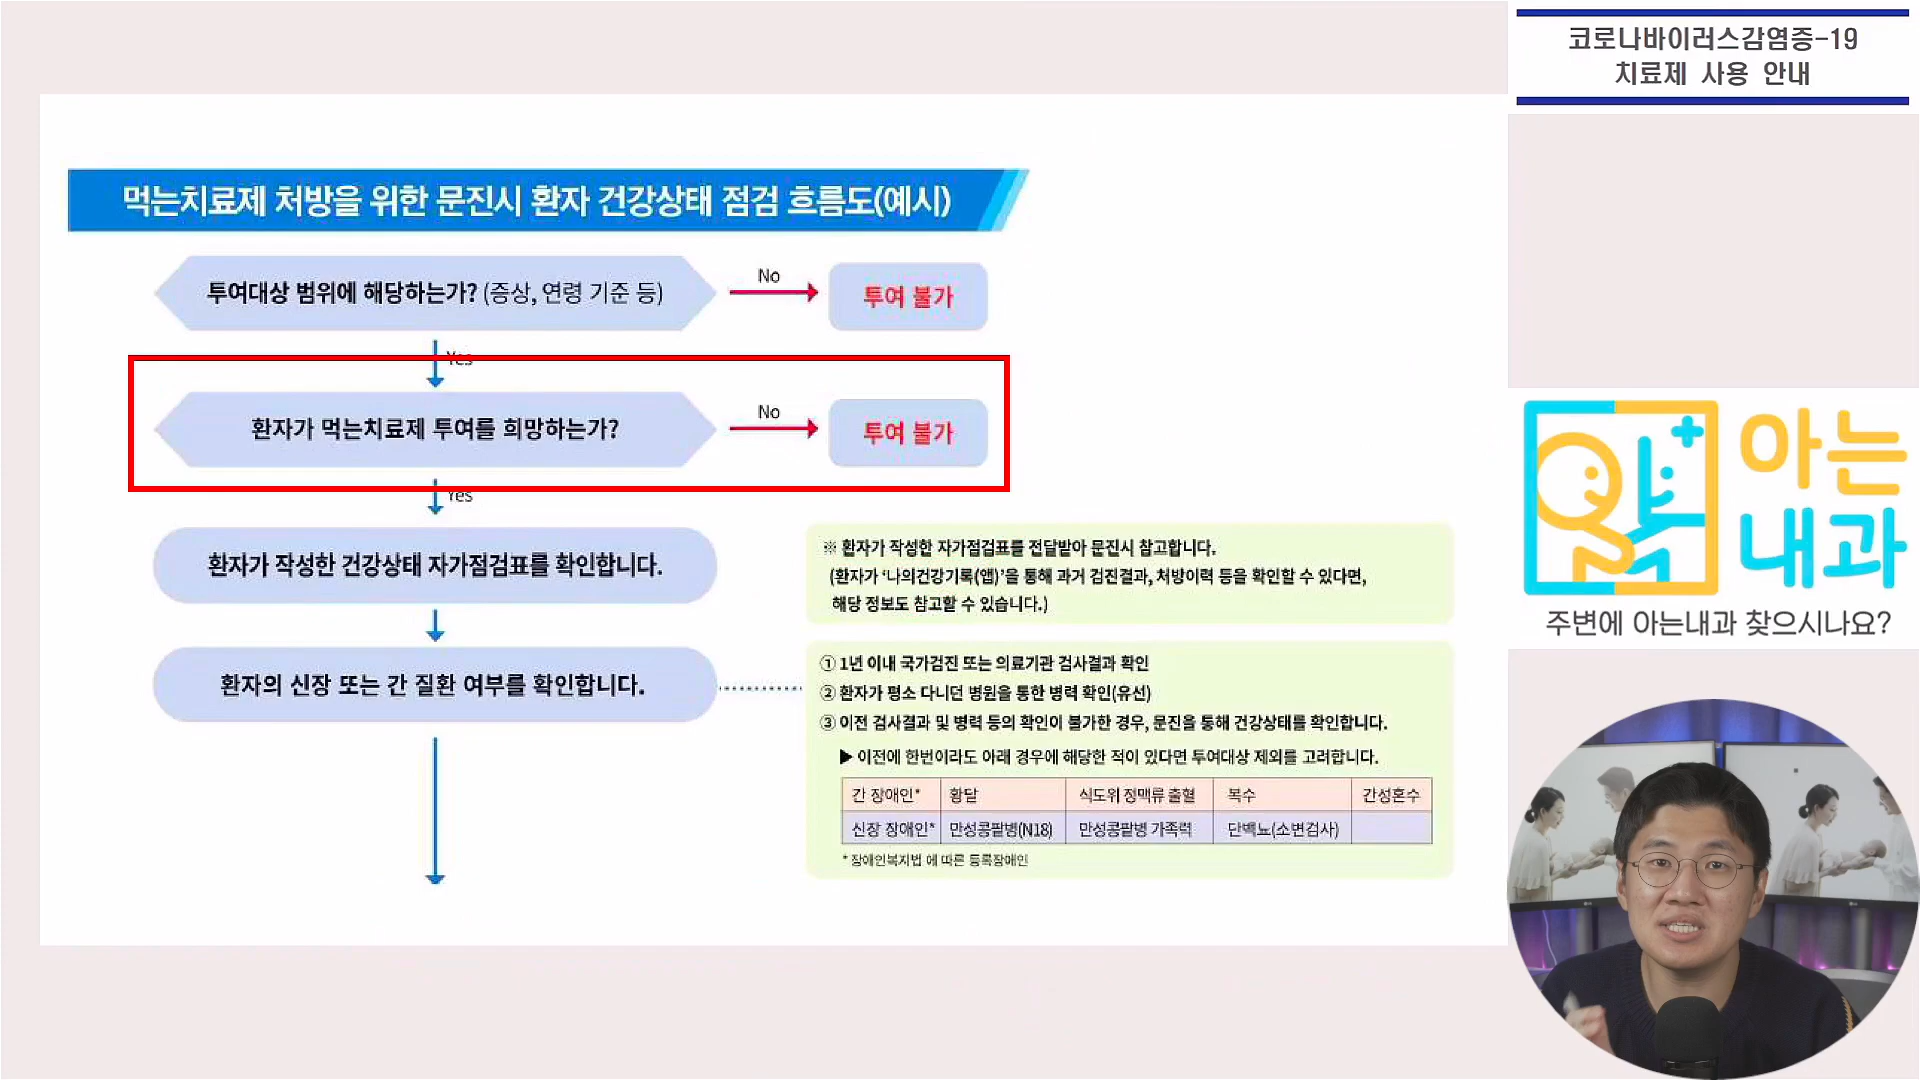 코로나바이러스감염증-19
치료제 사용 안내
먹는치료제 처방을 위한 문진시 환자 건강상태 점검 흐름도(예시)
투여대상 범위에 해당하는가? (증상, 연령 기준 등)
No
투여 불가
Yes
환자가 먹는치료제 투여를 희망하는가?
No
투여 불가
Yes
환자가 작성한 건강상태 자가점검표를 확인합니다.
※ 환자가 작성한 자가점검표를 전달받아 문진시 참고합니다.
(환자가 ‘나의건강기록(앱)’을 통해 과거 검진결과, 처방이력 등을 확인할 수 있다면,
해당 정보도 참고할 수 있습니다.)
환자의 신장 또는 간 질환 여부를 확인합니다.
① 1년 이내 국가검진 또는 의료기관 검사결과 확인
② 환자가 평소 다니던 병원을 통한 병력 확인(유선)
③ 이전 검사결과 및 병력 등의 확인이 불가한 경우, 문진을 통해 건강상태를 확인합니다.
▶ 이전에 한번이라도 아래 경우에 해당한 적이 있다면 투여대상 제외를 고려합니다.
간 장애인* 황달 식도위 정맥류 출혈 복수 간성혼수
신장 장애인* 만성콩팥병(N18) 만성콩팥병 가족력 단백뇨(소변검사)
* 장애인복지법 에 따른 등록장애인
아는
내과
주변에 아는내과 찾으시나요?